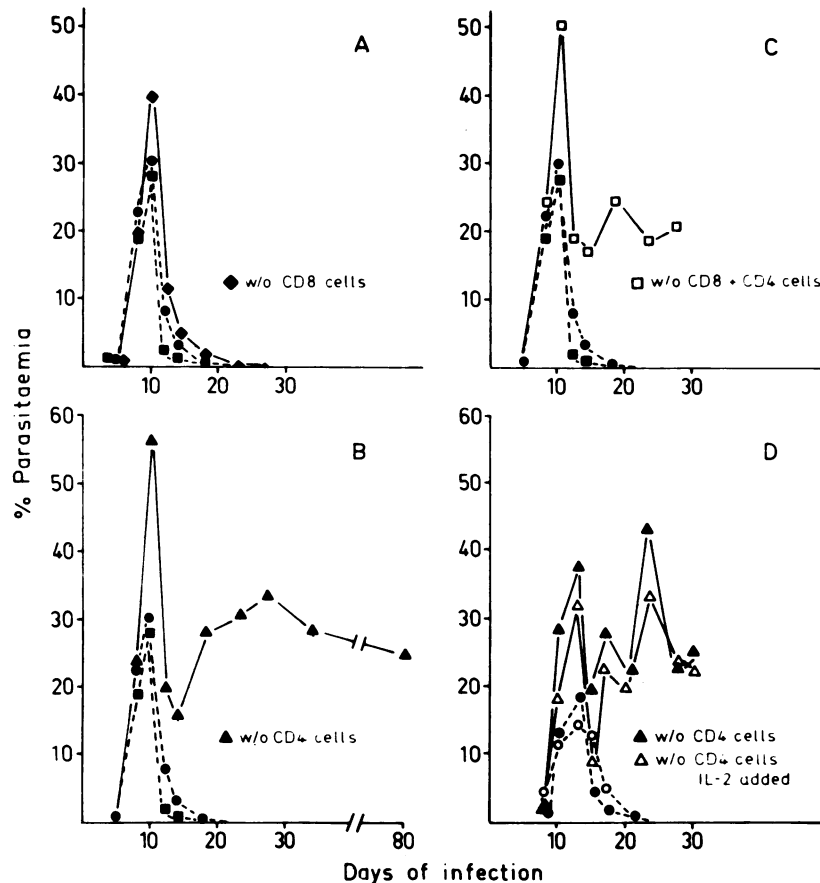 50
40
30
20
10
A
◆ w/o CD8 cells
10
20
30
50
40
30
20
10
C
□ w/o CD8 + CD4 cells
10
20
30
% Parasitaemia
60
50
40
30
20
10
B
▲ w/o CD4 cells
10
20
30
80
60
50
40
30
20
10
D
▲ w/o CD4 cells
△ w/o CD4 cells
IL-2 added
10
20
30
Days of infection